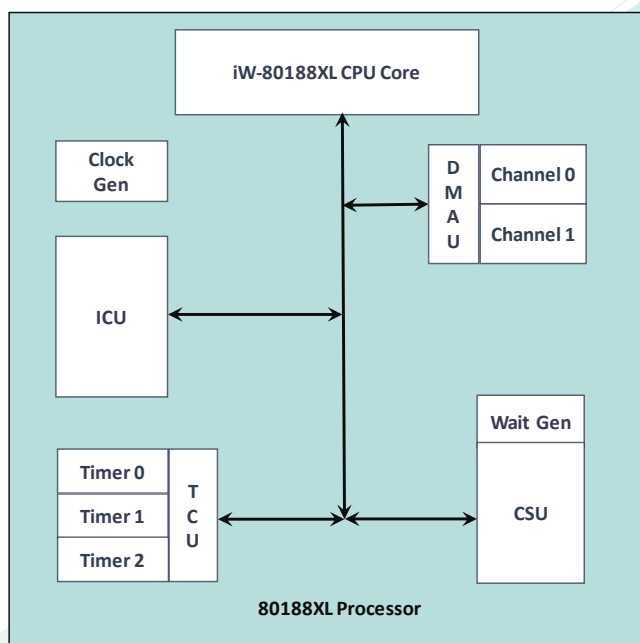 iW-80188XL CPU Core
Clock
Gen
D
M
A
U
Channel 0
Channel 1
ICU
Wait Gen
CSU
Timer 0
Timer 1
Timer 2
T
C
U
80188XL Processor